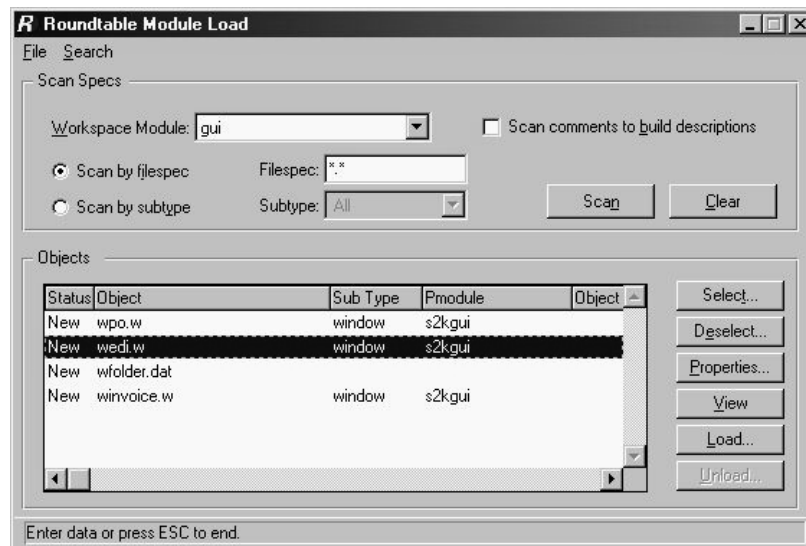 R Roundtable Module Load
File Search
Scan Specs
Workspace Module: gui
Scan comments to build descriptions
Scan by filespec Filespec: *.*
Scan by subtype Subtype: All
Scan Clear
Objects
Status Object Sub Type Pmodule Object
New wpo.w window s2kgui
New wedi.w window s2kgui
New wfolder.dat
New winvoice.w window s2kgui
Select...
Deselect...
Properties...
View
Load...
Unload...
Enter data or press ESC to end.